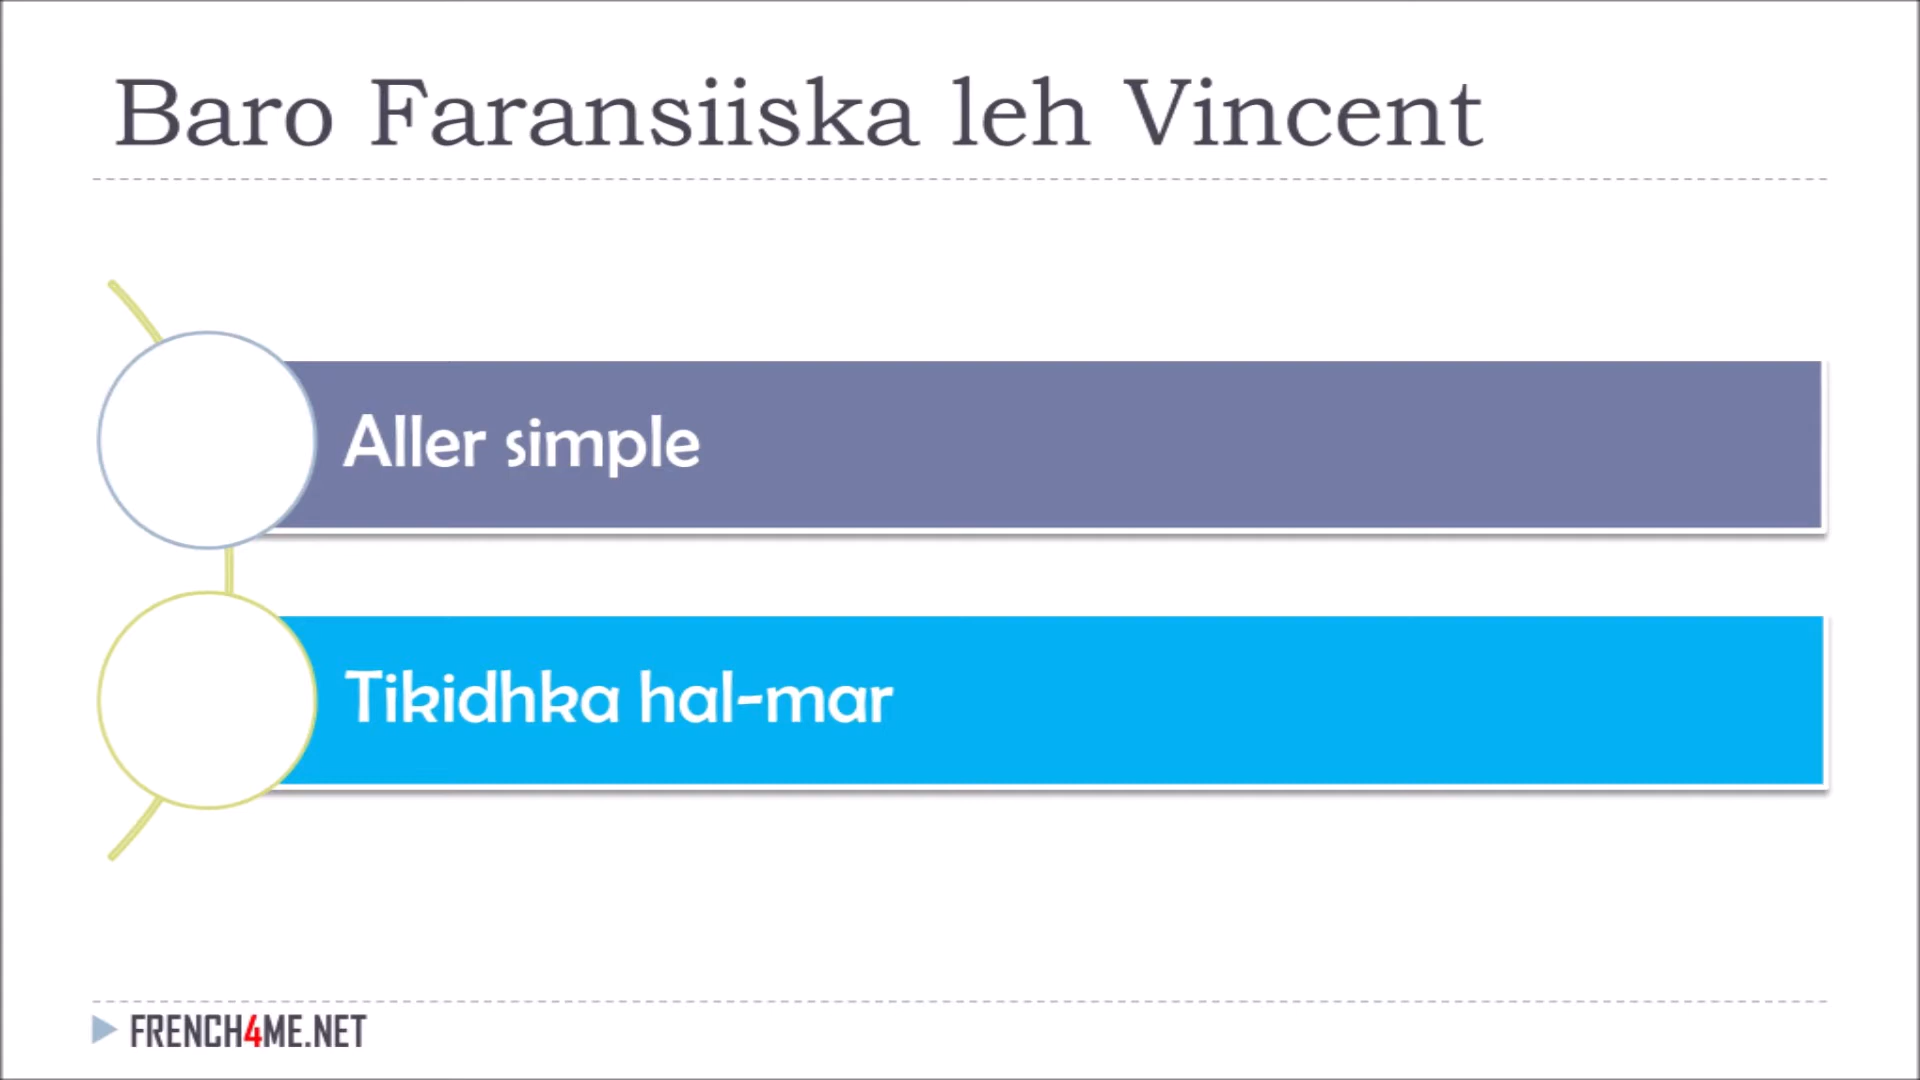 Baro Faransiiska leh Vincent
Aller simple
Tikidhka hal-mar
FRENCH4ME.NET